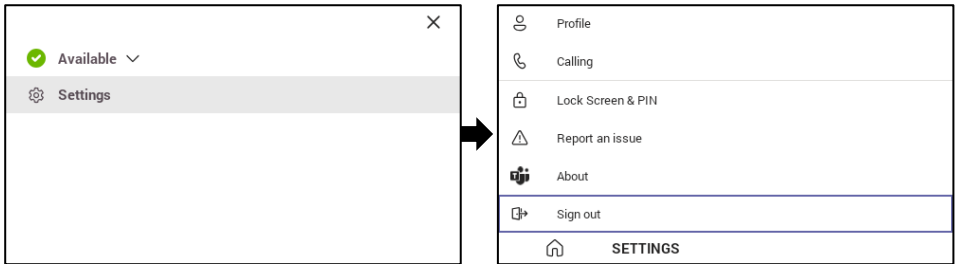 Available
Settings
Profile
Calling
Lock Screen & PIN
Report an issue
About
Sign out
SETTINGS